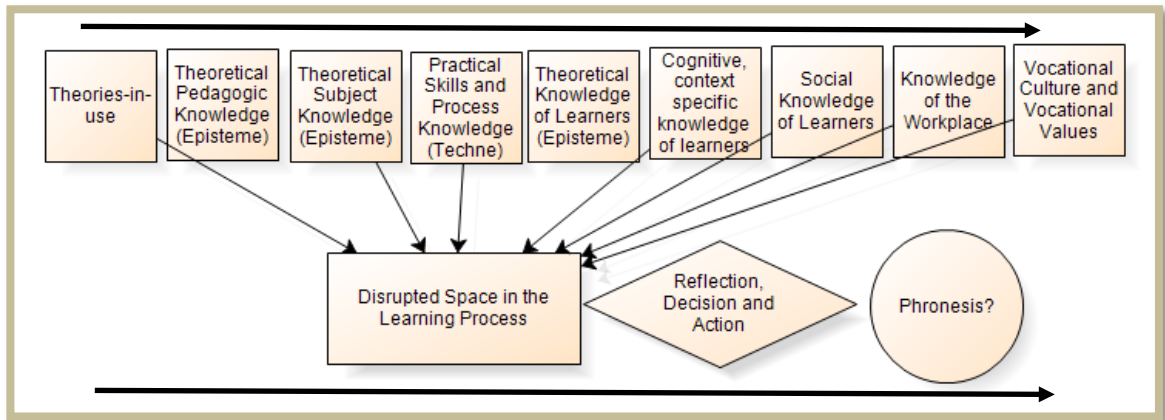 Theories-in-
use
Theoretical
Pedagogic
Knowledge
(Episteme)
Theoretical
Subject
Knowledge
(Episteme)
Practical
Skills and
Process
Knowledge
(Techne)
Theoretical
Knowledge
of Learners
(Episteme)
Cognitive,
context
specific
knowledge
of learners
Social
Knowledge
of Learners
Knowledge
of the
Workplace
Vocational
Culture and
Vocational
Values
Disrupted Space in the
Learning Process
Reflection,
Decision and
Action
Phronesis?